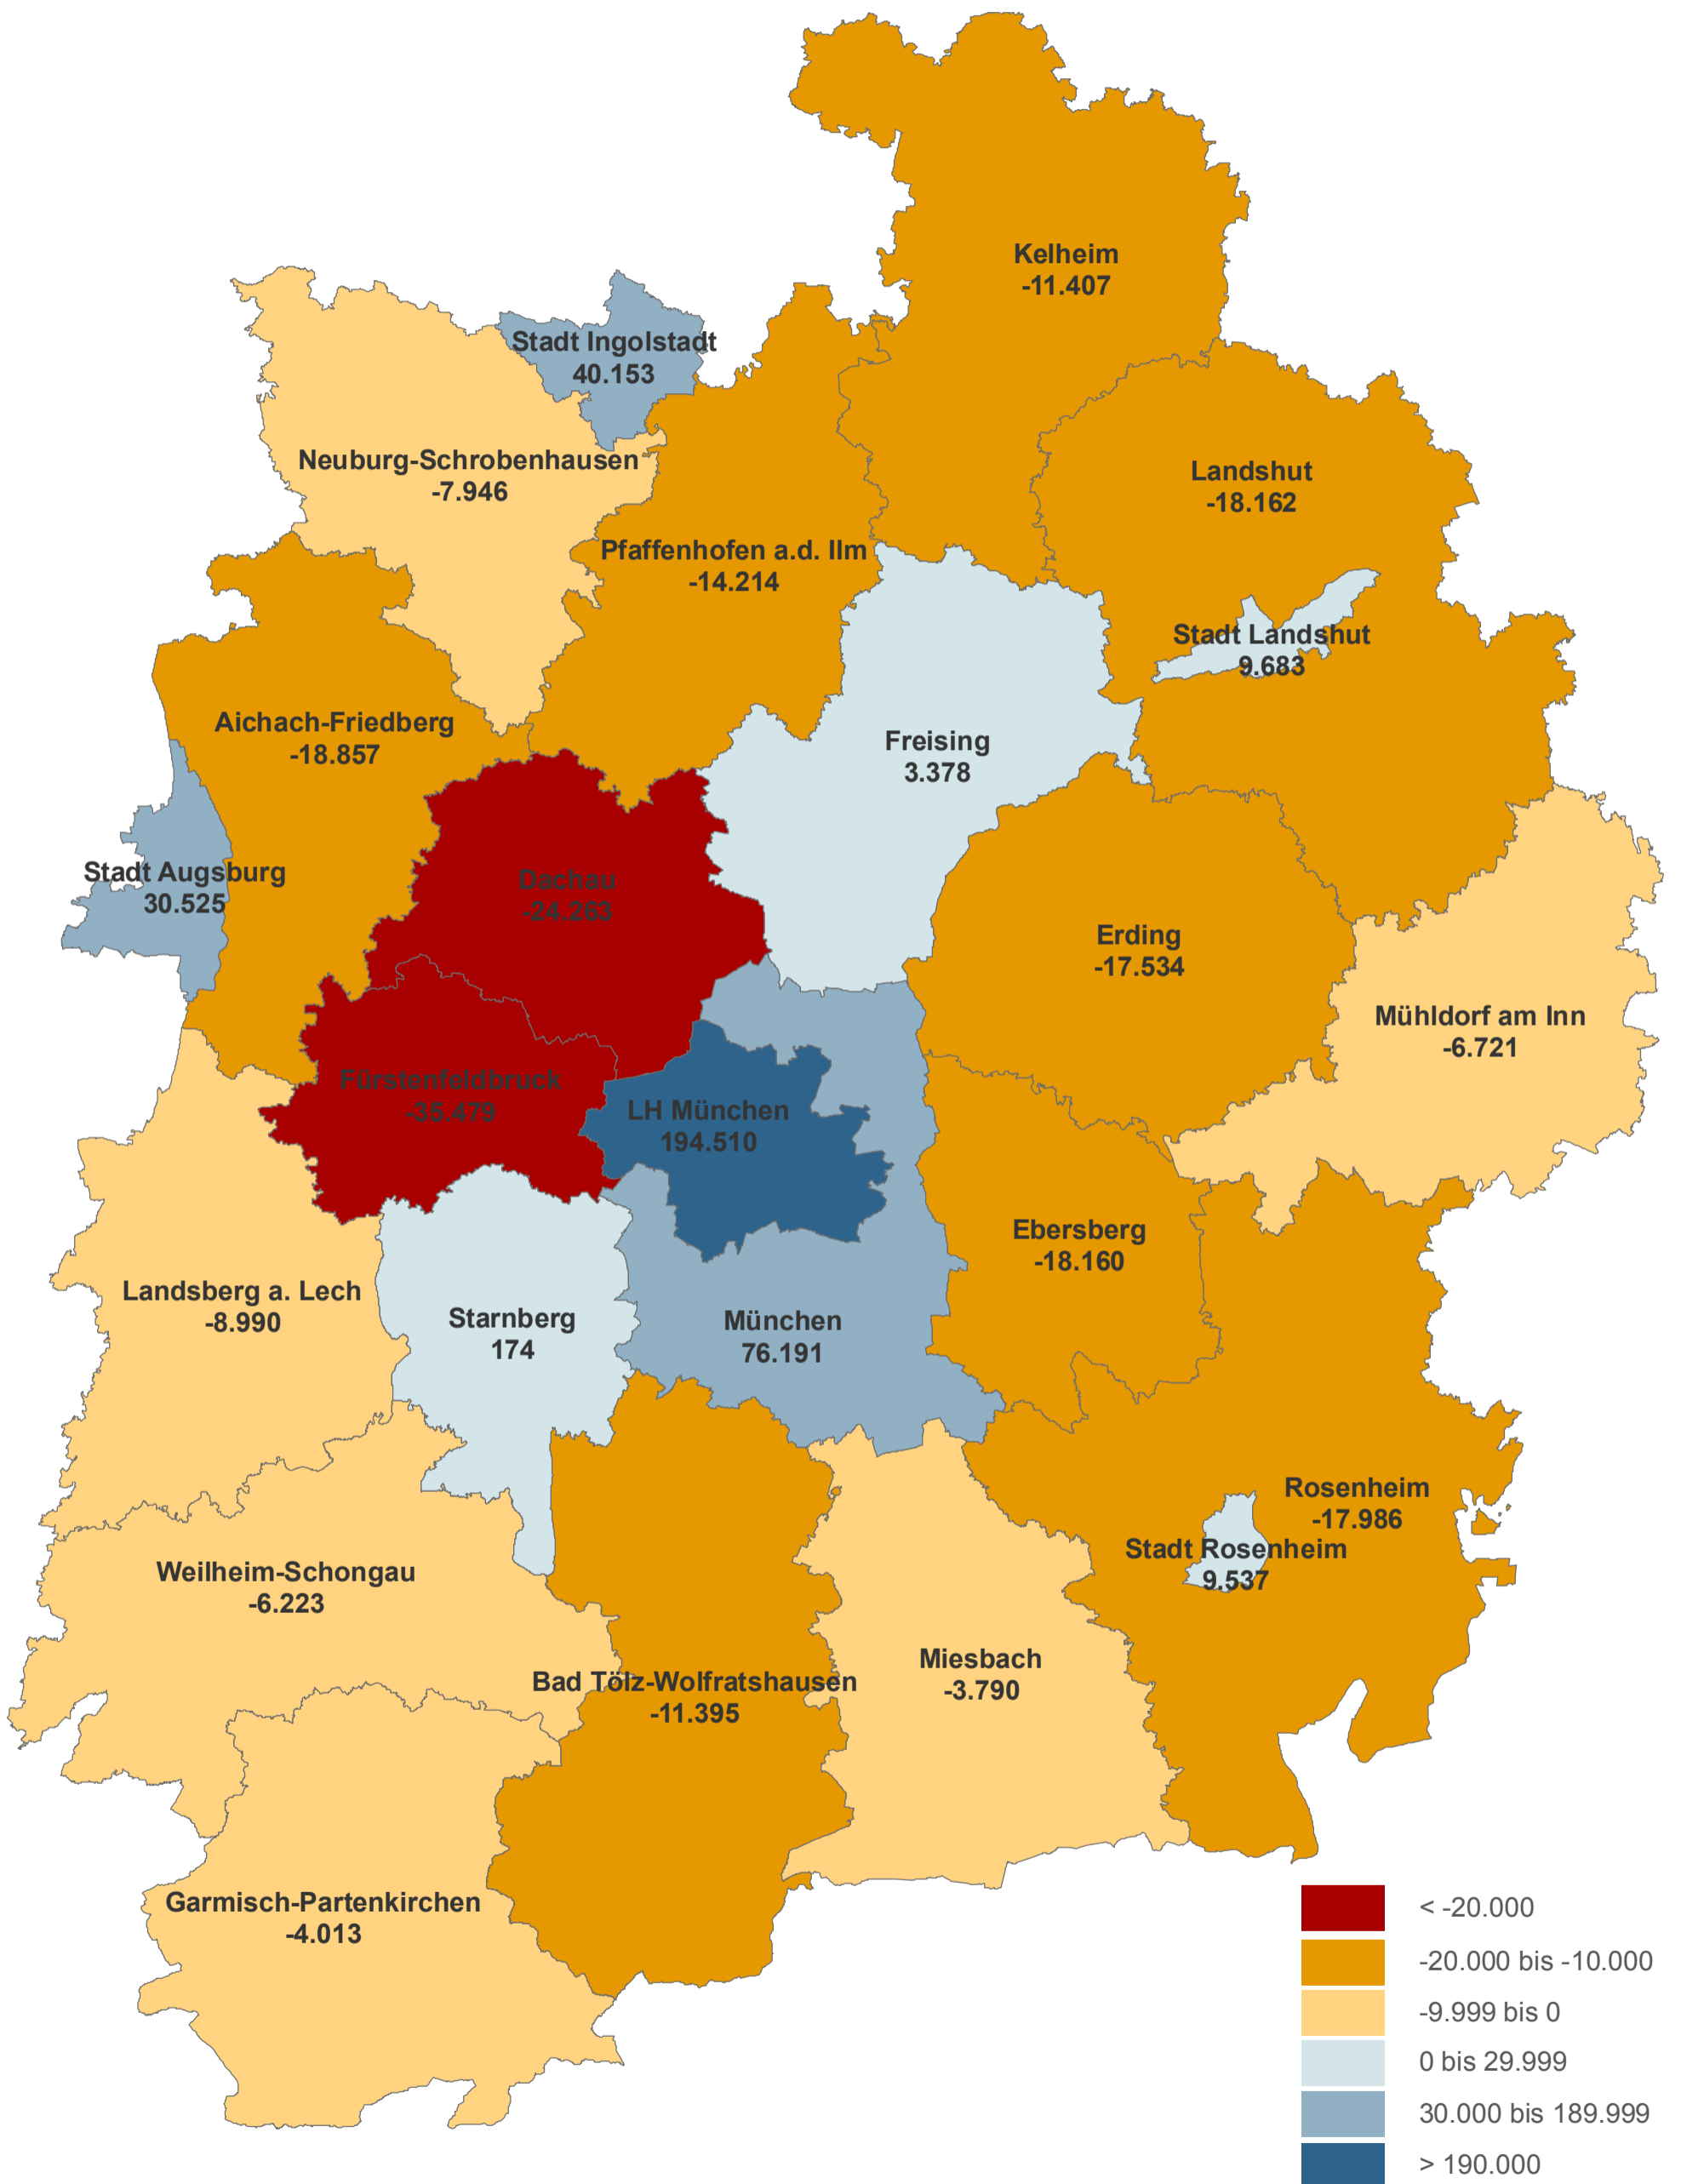 Kelheim
-11.407
Stadt Ingolstadt
40.153
Neuburg-Schrobenhausen
-7.946
Landshut
-18.162
Pfaffenhofen a.d. Ilm
-14.214
Stadt Landshut
9.683
Aichach-Friedberg
-18.857
Freising
3.378
Stadt Augsburg
30.525
Dachau
-24.263
Erding
-17.534
Mühldorf am Inn
-6.721
Fürstenfeldbruck
-35.479
LH München
194.510
Ebersberg
-18.160
Landsberg a. Lech
-8.990
Starnberg
174
München
76.191
Rosenheim
-17.986
Stadt Rosenheim
9.537
Weilheim-Schongau
-6.223
Miesbach
-3.790
Bad Tölz-Wolfratshausen
-11.395
Garmisch-Partenkirchen
-4.013
< -20.000
-20.000 bis -10.000
-9.999 bis 0
0 bis 29.999
30.000 bis 189.999
> 190.000